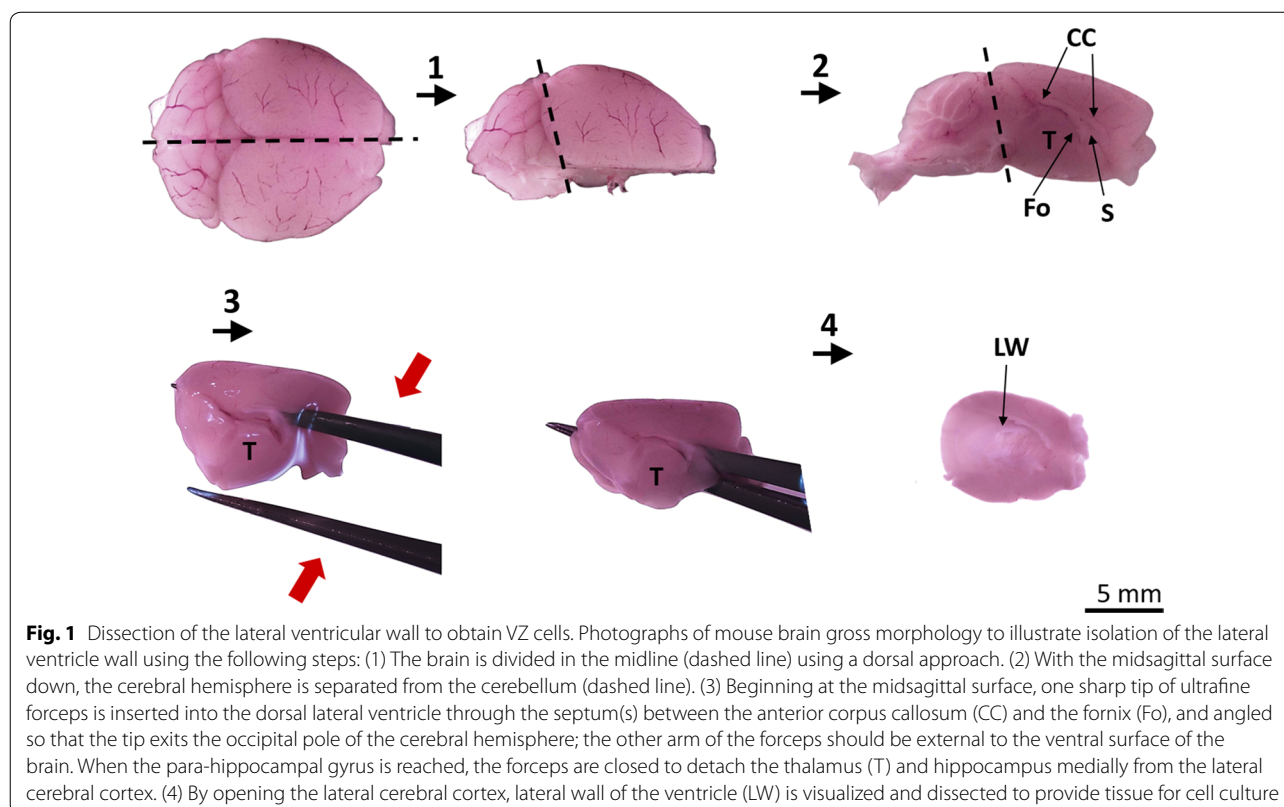 1
2
CC
T
Fo
S
3
T
T
4
LW
5 mm
Fig. 1 Dissection of the lateral ventricular wall to obtain VZ cells. Photographs of mouse brain gross morphology to illustrate isolation of the lateral
ventricle wall using the following steps: (1) The brain is divided in the midline (dashed line) using a dorsal approach. (2) With the midsagittal surface
down, the cerebral hemisphere is separated from the cerebellum (dashed line). (3) Beginning at the midsagittal surface, one sharp tip of ultrafine
forceps is inserted into the dorsal lateral ventricle through the septum(s) between the anterior corpus callosum (CC) and the fornix (Fo), and angled
so that the tip exits the occipital pole of the cerebral hemisphere; the other arm of the forceps should be external to the ventral surface of the
brain. When the para-hippocampal gyrus is reached, the forceps are closed to detach the thalamus (T) and hippocampus medially from the lateral
cerebral cortex. (4) By opening the lateral cerebral cortex, lateral wall of the ventricle (LW) is visualized and dissected to provide tissue for cell culture